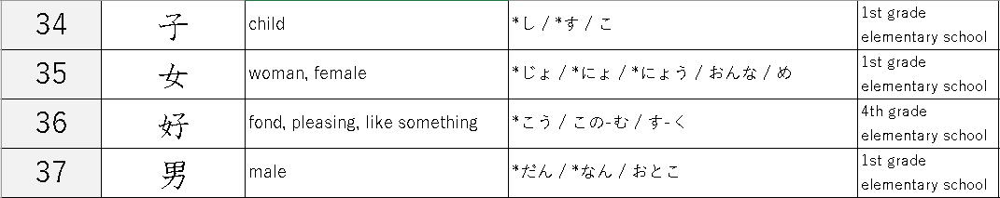 34 子 child *し / *す / こ 1st grade elementary school
35 女 woman, female *じょ / *にょ / *にょう / おんな / め 1st grade elementary school
36 好 fond, pleasing, like something *こう / この-む / す-く 4th grade elementary school
37 男 male *だん / *なん / おとこ 1st grade elementary school